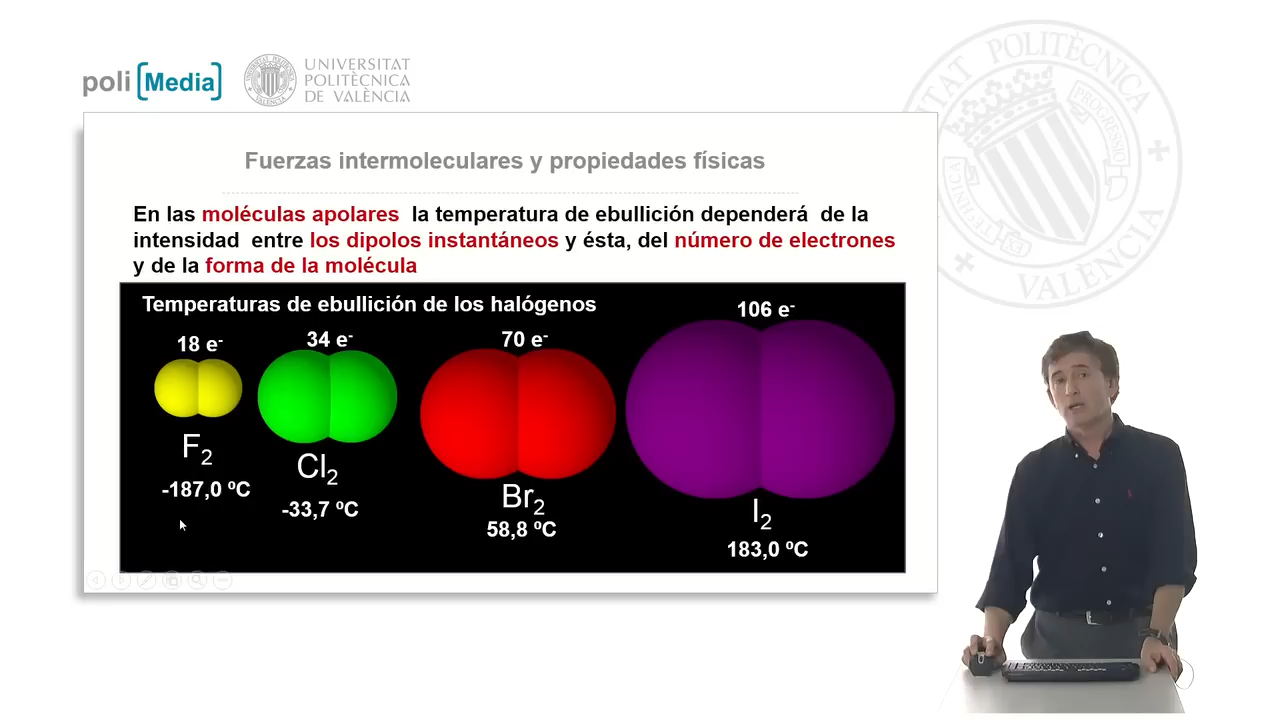 poli [Media]
UNIVERSITAT
POLITÈCNICA
DE VALÈNCIA
Fuerzas intermoleculares y propiedades físicas
En las moléculas apolares la temperatura de ebullición dependerá de la
intensidad entre los dipolos instantáneos y ésta, del número de electrones
y de la forma de la molécula
Temperaturas de ebullición de los halógenos
18 e-
34 e-
70 e-
106 e-
F2
Cl2
Br2
I2
-187,0 ºC
-33,7 ºC
58,8 ºC
183,0 ºC
POLITÈCNICA
VALÈNCIA